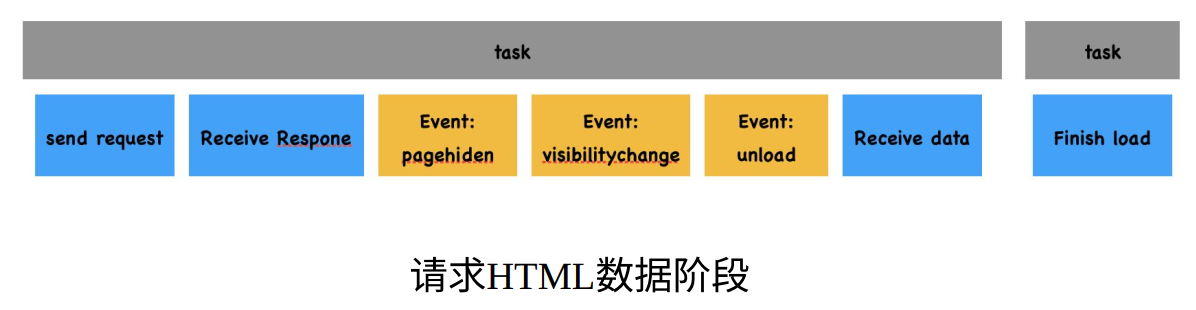 task
task
send request
Receive Respone
Event:
pagehiden
Event:
visibilitychange
Event:
unload
Receive data
Finish load
请求HTML数据阶段